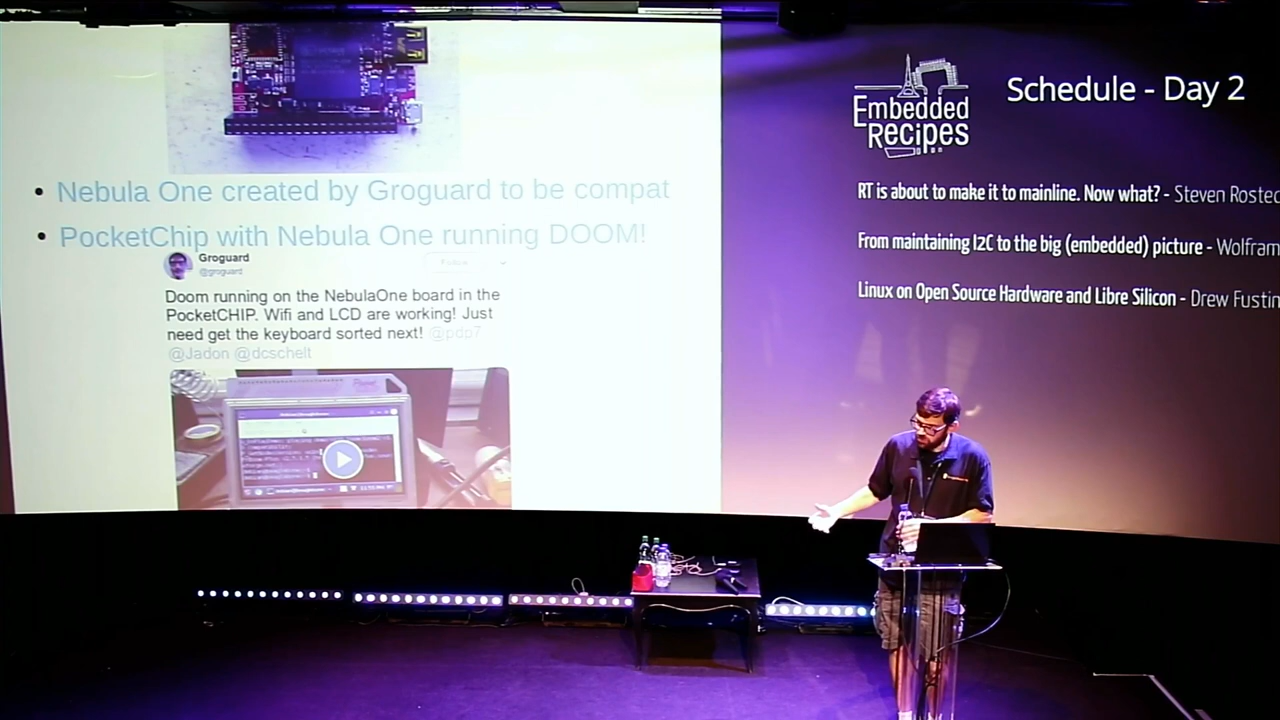 Nebula One created by Groguard to be compat
PocketChip with Nebula One running DOOM!
Groguard
@groguard
Follow
Doom running on the NebulaOne board in the
PocketCHIP. Wifi and LCD are working! Just
need get the keyboard sorted next! @pdp7
@Jadon @dcschelt
Embedded
Recipes
Schedule - Day 2
RT is about to make it to mainline. Now what? - Steven Rosted
From maintaining I2C to the big (embedded) picture - Wolfram
Linux on Open Source Hardware and Libre Silicon - Drew Fustin